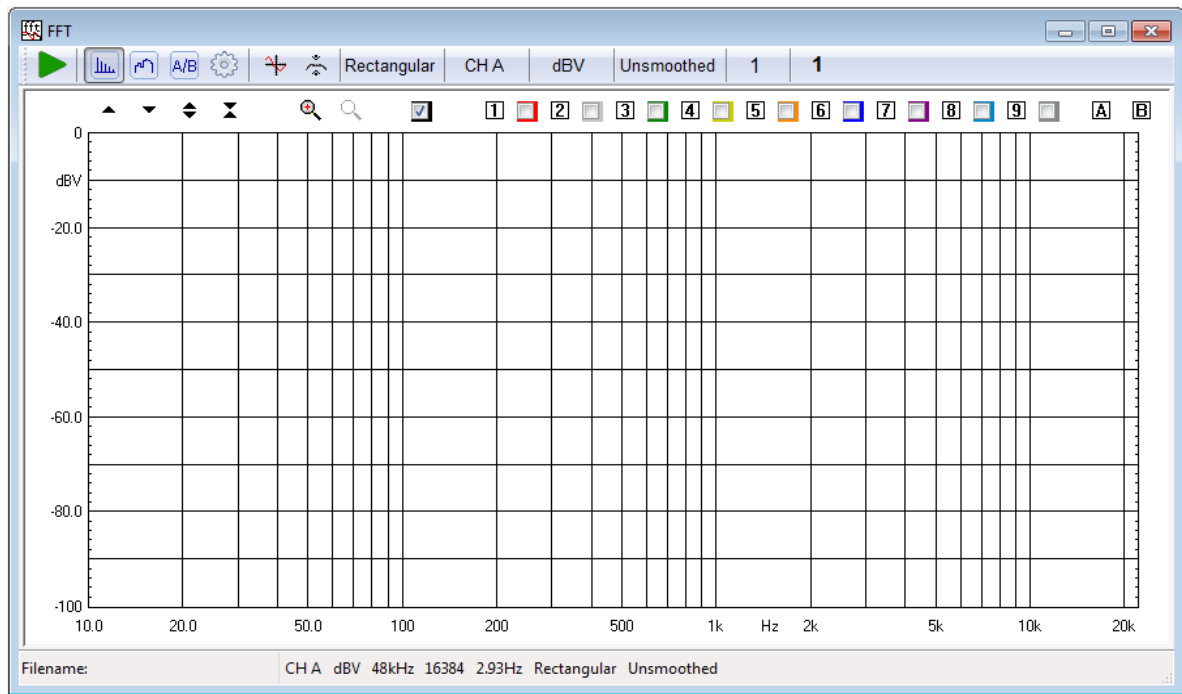 FFT
A/B Rectangular CH A dBV Unsmoothed 1 1
1 2 3 4 5 6 7 8 9 A B
0
dBV
-20.0
-40.0
-60.0
-80.0
-100
10.0 20.0 50.0 100 200 500 1k Hz 2k 5k 10k 20k
Filename: CH A dBV 48kHz 16384 2.93Hz Rectangular Unsmoothed